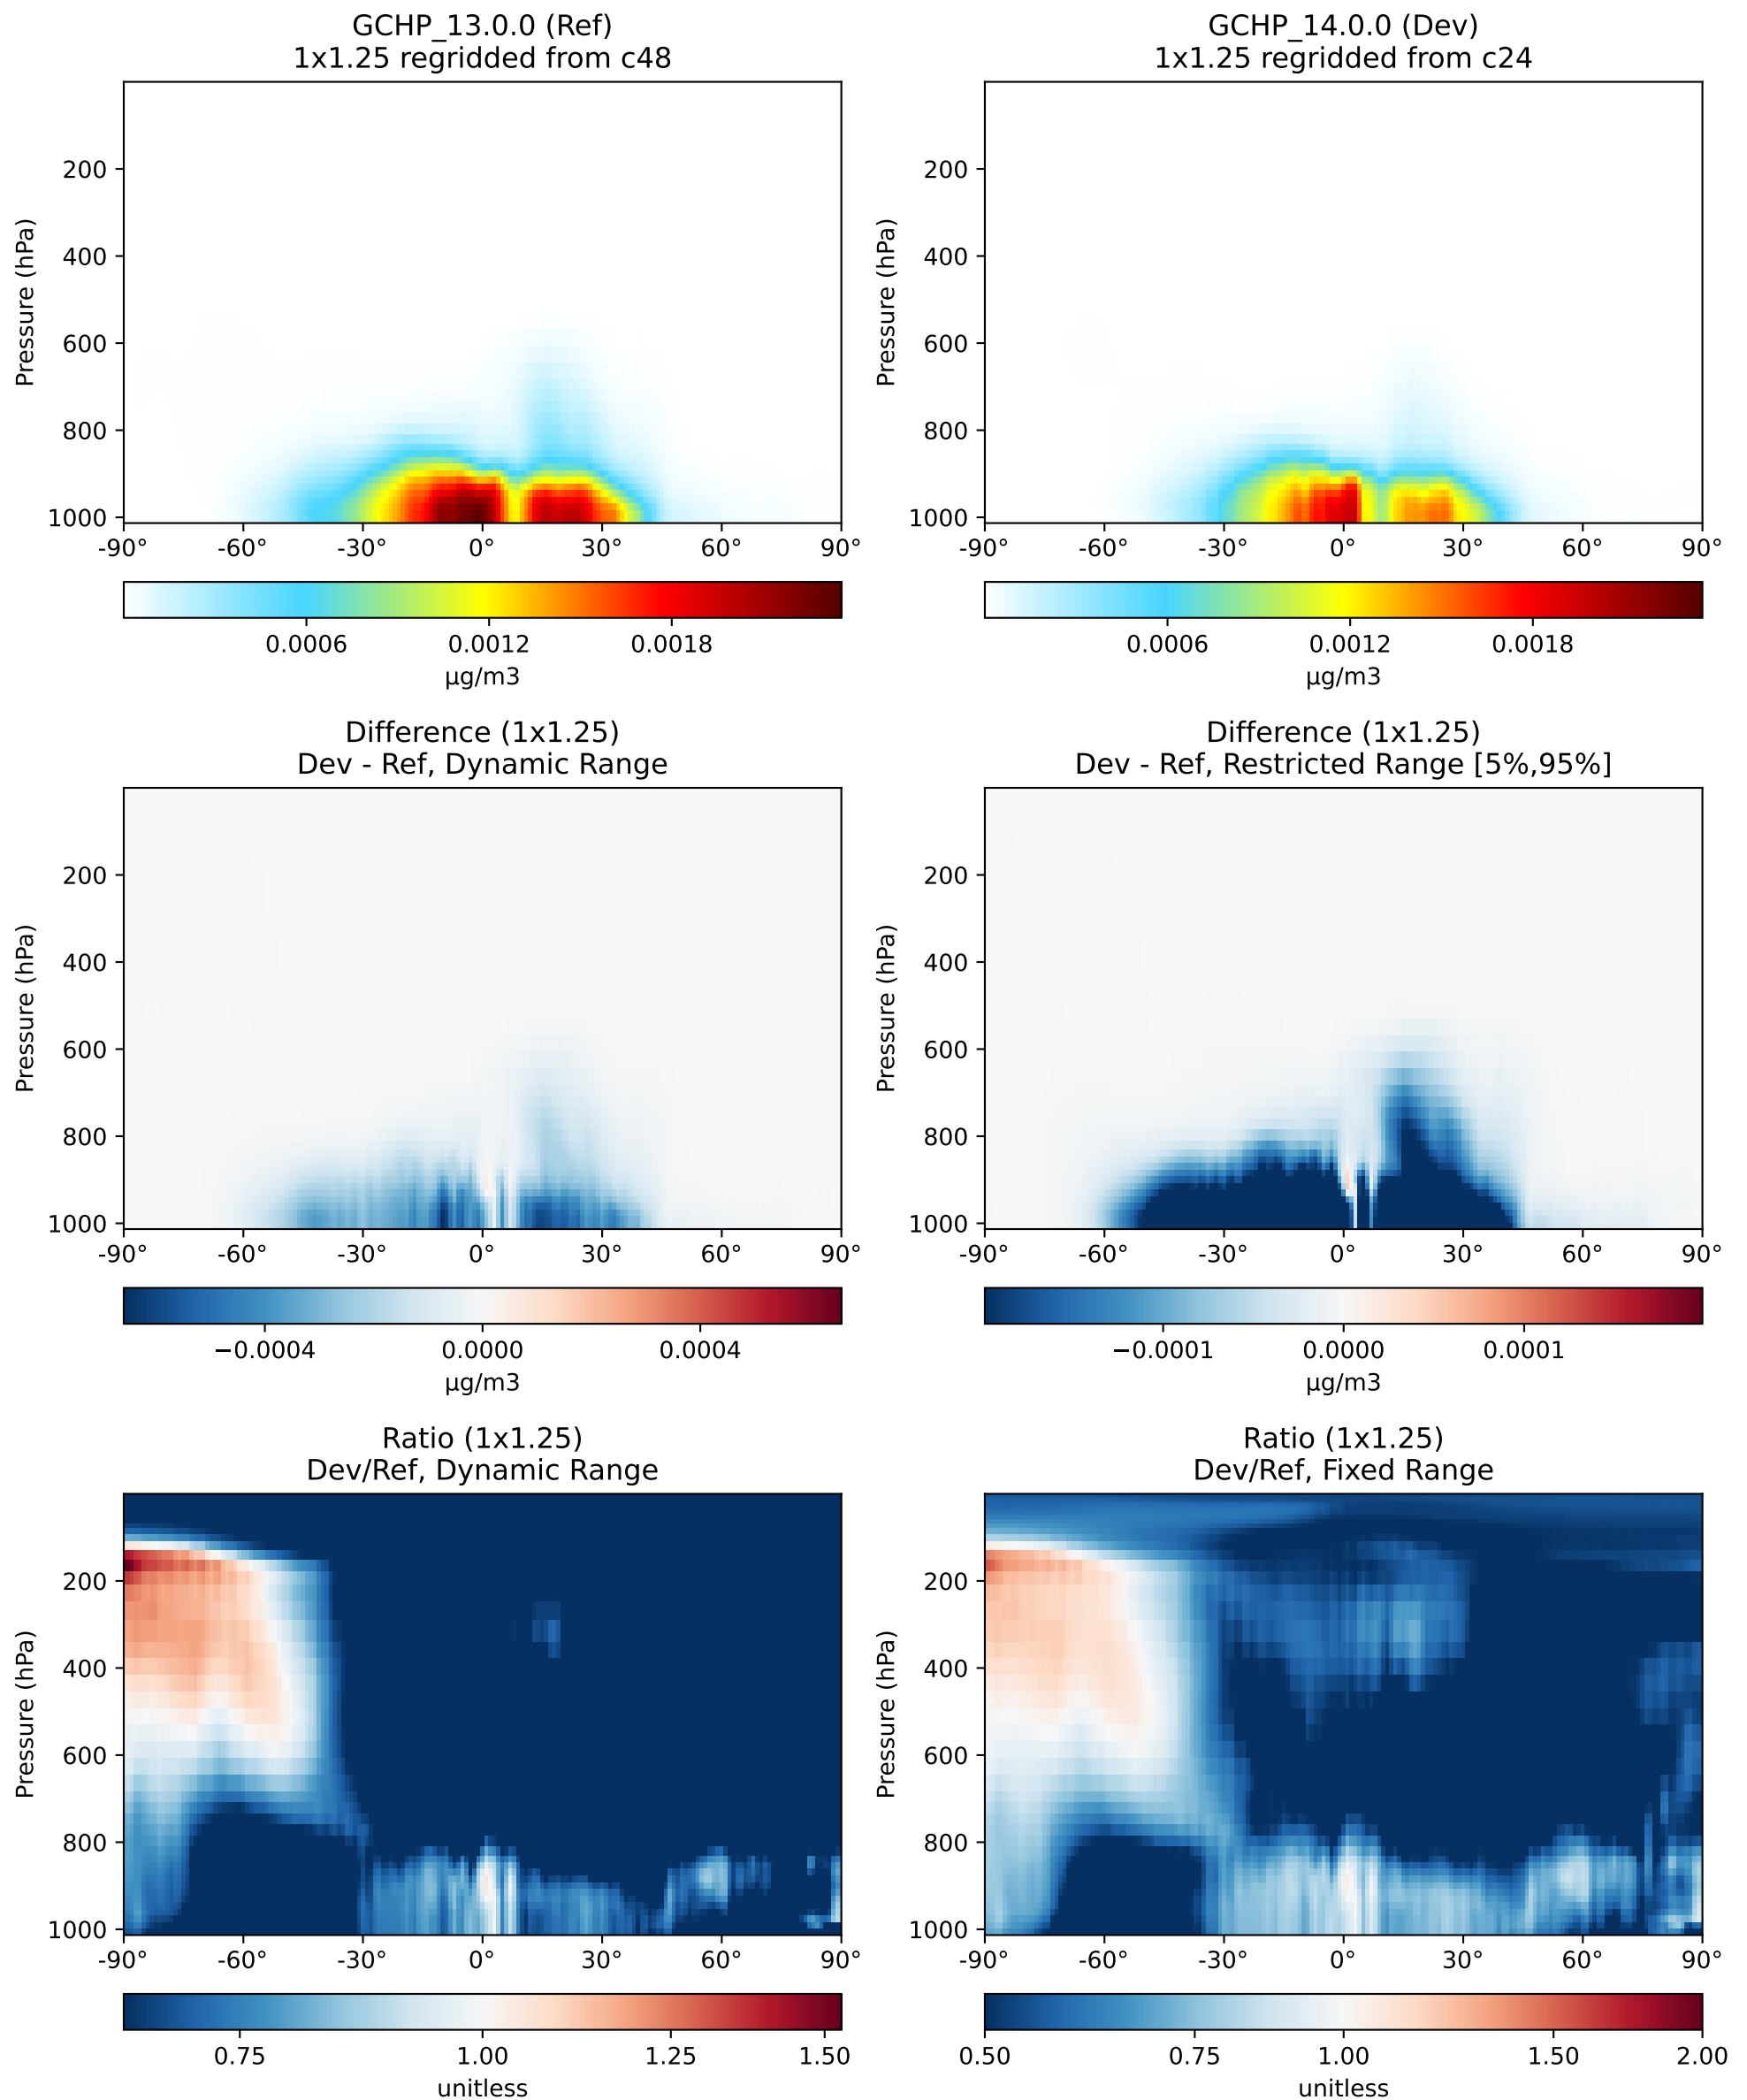 GCHP_13.0.0 (Ref)
1x1.25 regridded from c48
Pressure (hPa)
200
400
600
800
1000
-90° -60° -30° 0° 30° 60° 90°
0.0006 0.0012 0.0018
µg/m3
GCHP_14.0.0 (Dev)
1x1.25 regridded from c24
Pressure (hPa)
200
400
600
800
1000
-90° -60° -30° 0° 30° 60° 90°
0.0006 0.0012 0.0018
µg/m3
Difference (1x1.25)
Dev - Ref, Dynamic Range
Pressure (hPa)
200
400
600
800
1000
-90° -60° -30° 0° 30° 60° 90°
−0.0004 0.0000 0.0004
µg/m3
Difference (1x1.25)
Dev - Ref, Restricted Range [5%,95%]
Pressure (hPa)
200
400
600
800
1000
-90° -60° -30° 0° 30° 60° 90°
−0.0001 0.0000 0.0001
µg/m3
Ratio (1x1.25)
Dev/Ref, Dynamic Range
Pressure (hPa)
200
400
600
800
1000
-90° -60° -30° 0° 30° 60° 90°
0.75 1.00 1.25 1.50
unitless
Ratio (1x1.25)
Dev/Ref, Fixed Range
Pressure (hPa)
200
400
600
800
1000
-90° -60° -30° 0° 30° 60° 90°
0.50 0.75 1.00 1.50 2.00
unitless